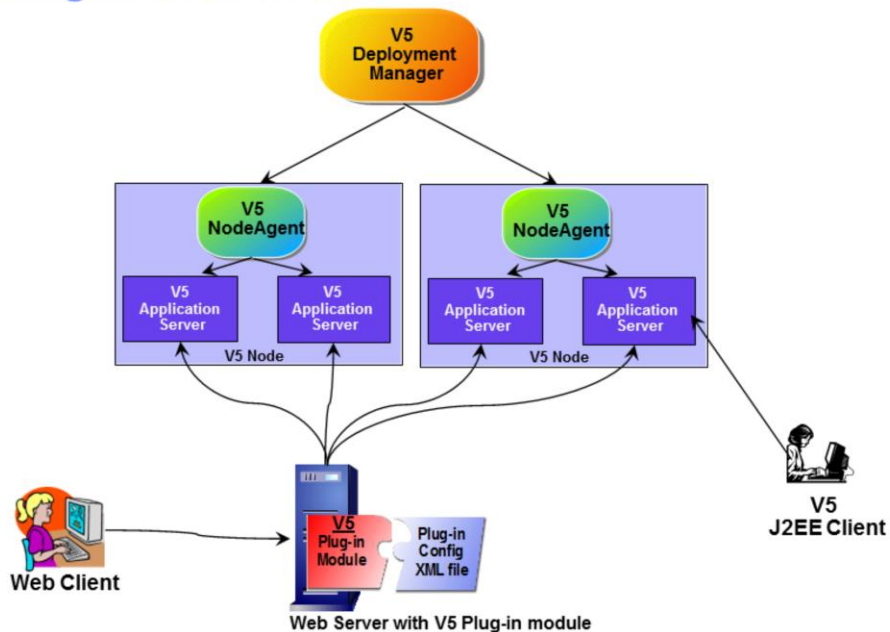 V5
Deployment
Manager
V5
NodeAgent
V5
NodeAgent
V5
Application
Server
V5
Application
Server
V5
Application
Server
V5
Application
Server
V5 Node
V5 Node
V5
Plug-in
Module
Plug-in
Config
XML file
Web Client
V5
J2EE Client
Web Server with V5 Plug-in module